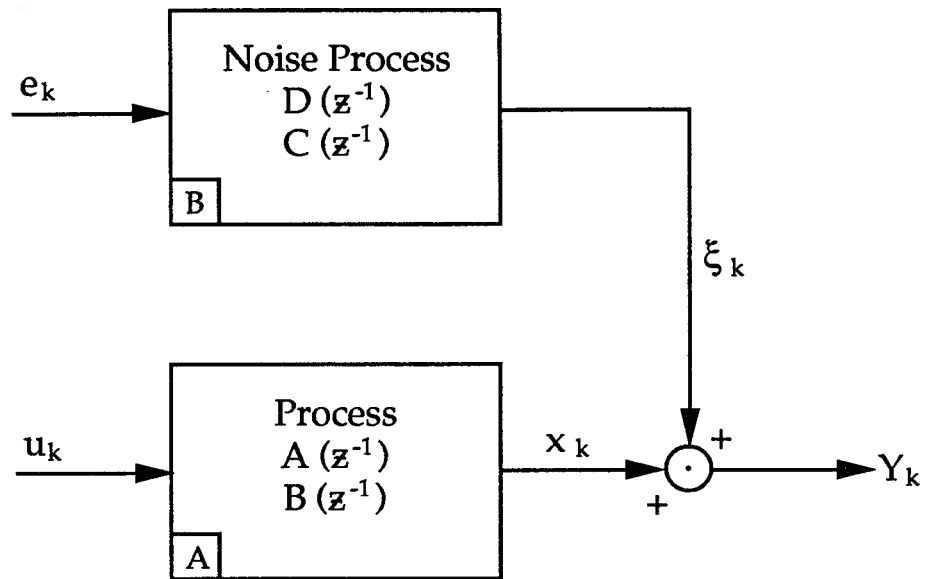 Noise Process
e_k
D (z⁻¹)
C (z⁻¹)
B
ξ_k
Process
u_k
A (z⁻¹)
B (z⁻¹)
x_k
+
+
Y_k
A